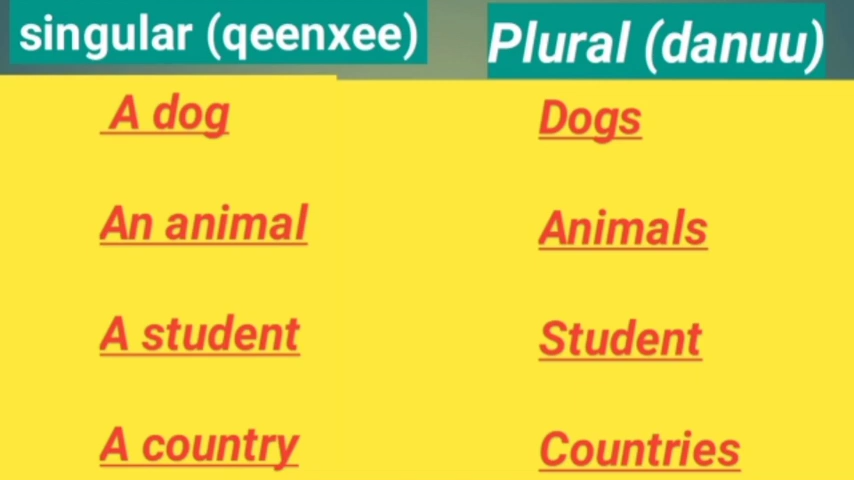 singular (qeenxee) Plural (danuu)
A dog Dogs
An animal Animals
A student Student
A country Countries